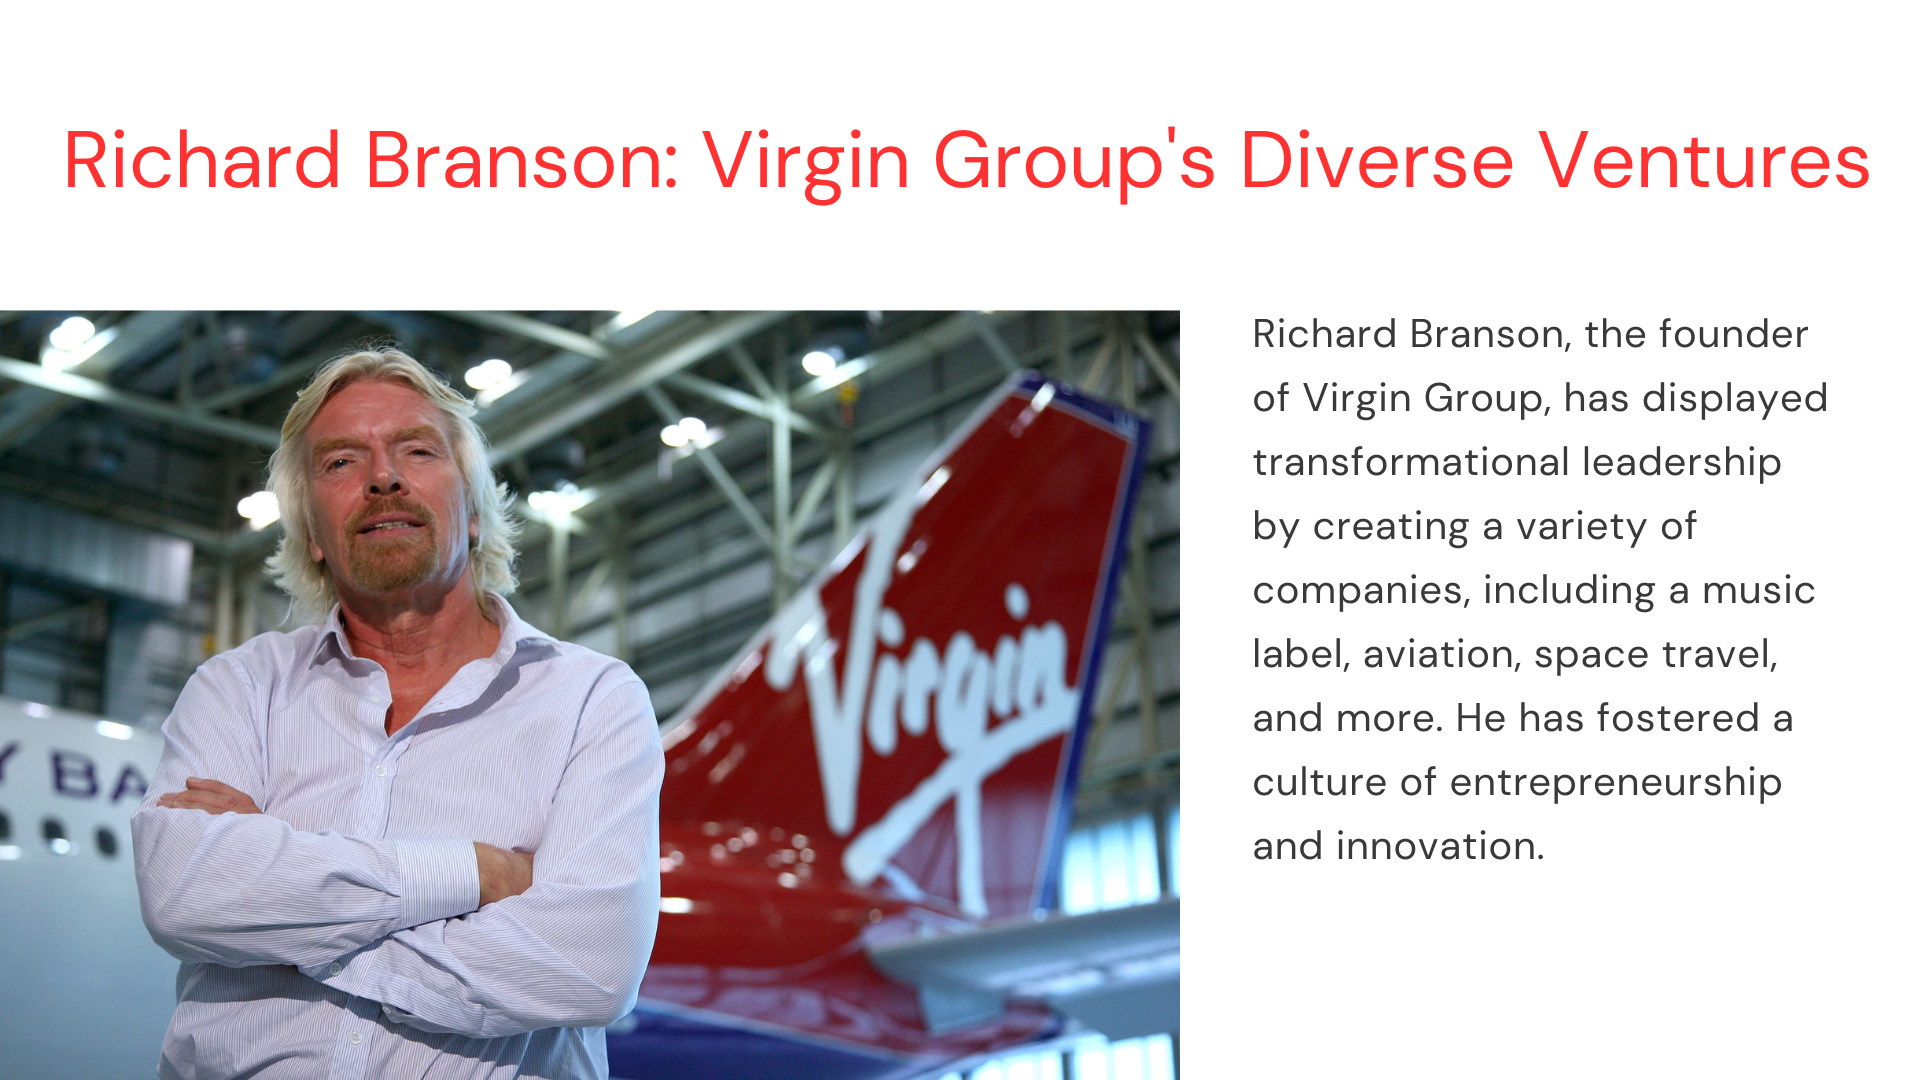 Richard Branson: Virgin Group's Diverse Ventures
Richard Branson, the founder
of Virgin Group, has displayed
transformational leadership
by creating a variety of
companies, including a music
label, aviation, space travel,
and more. He has fostered a
culture of entrepreneurship
and innovation.
Virgin
Y BA